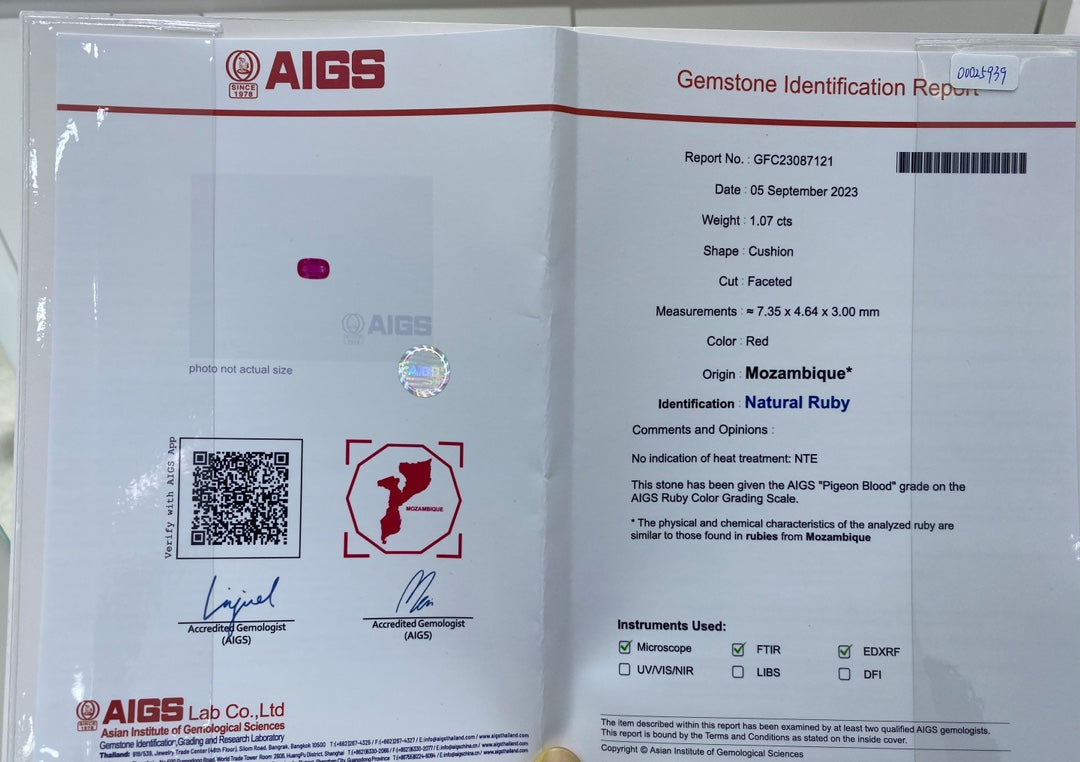 AIGS
SINCE
1978
Gemstone Identification Report
00025939
Report No. : GFC23087121
Date : 05 September 2023
Weight : 1.07 cts
Shape : Cushion
Cut : Faceted
Measurements : ≈ 7.35 x 4.64 x 3.00 mm
Color : Red
Origin : Mozambique*
Identification : Natural Ruby
Comments and Opinions :
No indication of heat treatment: NTE
This stone has been given the AIGS "Pigeon Blood" grade on the
AIGS Ruby Color Grading Scale.
* The physical and chemical characteristics of the analyzed ruby are
similar to those found in rubies from Mozambique
AIGS
photo not actual size
Verify with AIGS App
MOZAMBIQUE
Accredited Gemologist
(AIGS)
Accredited Gemologist
(AIGS)
Instruments Used:
Microscope FTIR EDXRF
UV/VIS/NIR LIBS DFI
AIGS Lab Co.,Ltd
Asian Institute of Gemological Sciences
Gemstone Identification,Grading and Research Laboratory
The item described within this report has been examined by at least two qualified AIGS gemologists.
This report is bound by the Terms and Conditions as stated on the inside cover.
Copyright © Asian Institute of Gemological Sciences